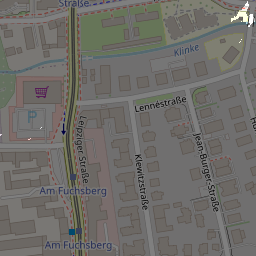 Straße
Klinke
Lennéstraße
P
Leipziger Straße
Jean-Burger-Straße
Klewitzstraße
Am Fuchsberg
Am Fuchsberg